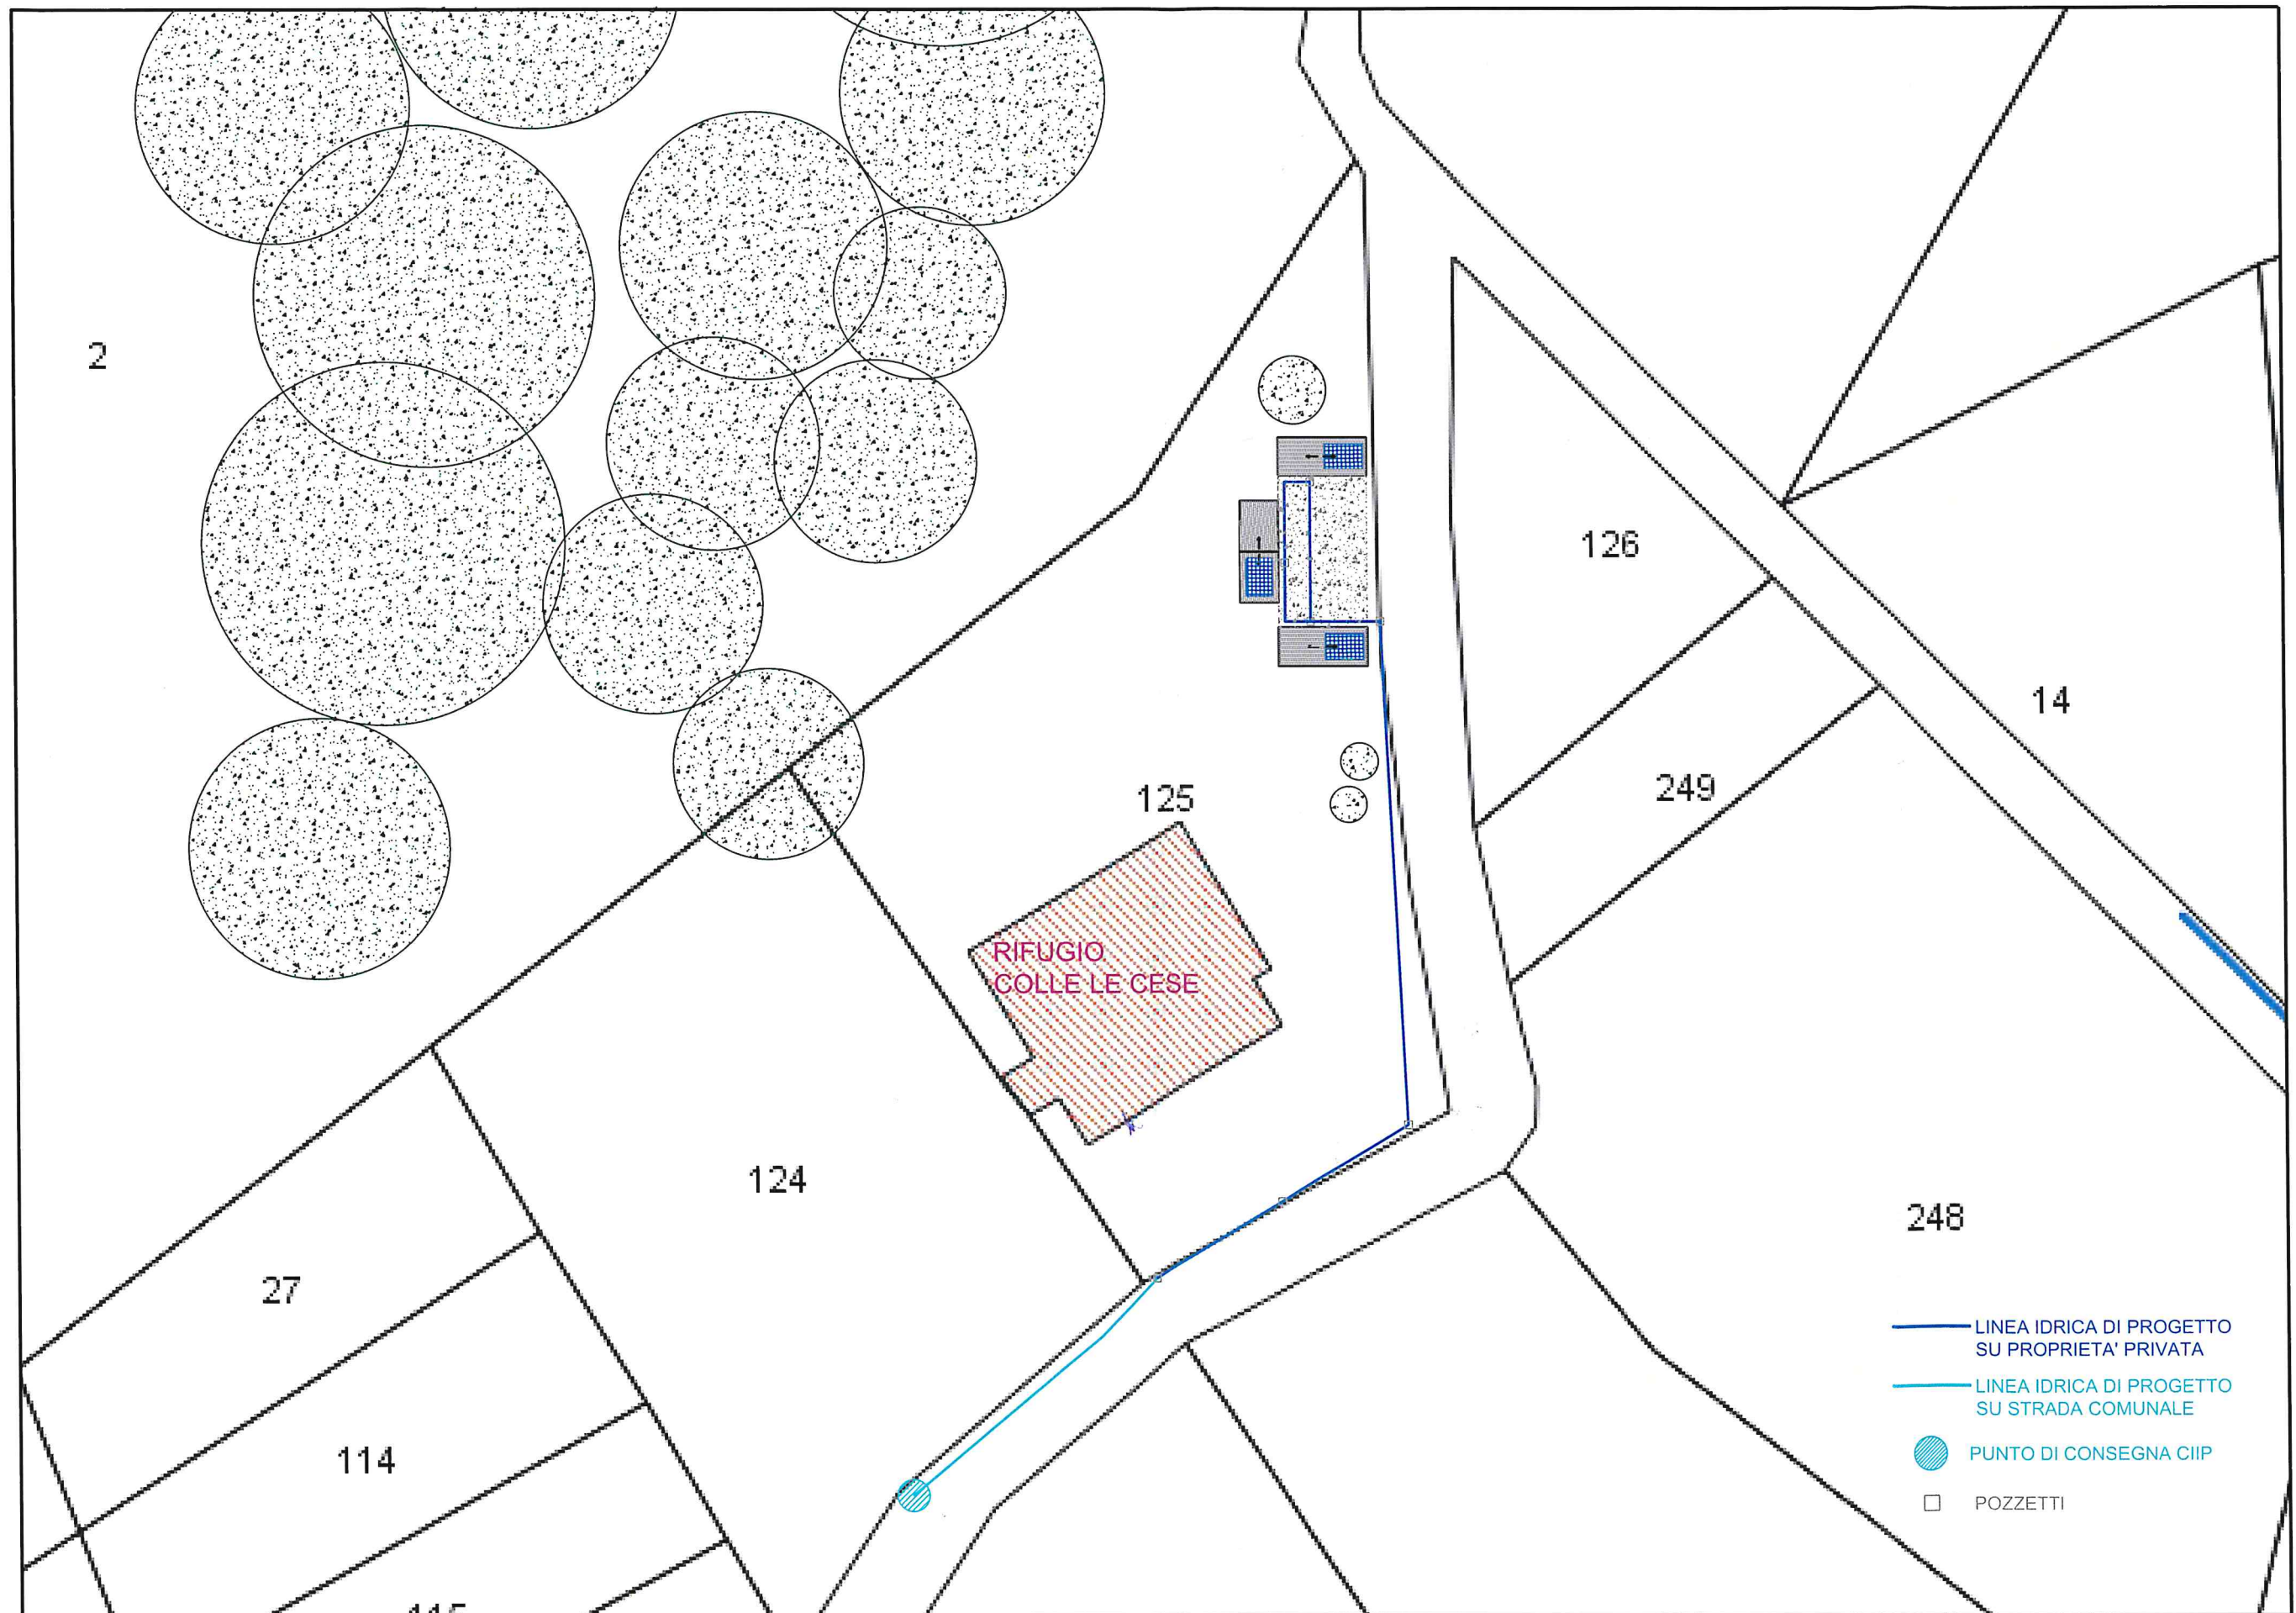 2
126
14
249
125
RIFUGIO
COLLE LE CESE
124
248
27
114
LINEA IDRICA DI PROGETTO
SU PROPRIETA' PRIVATA
LINEA IDRICA DI PROGETTO
SU STRADA COMUNALE
PUNTO DI CONSEGNA CIIP
POZZETTI